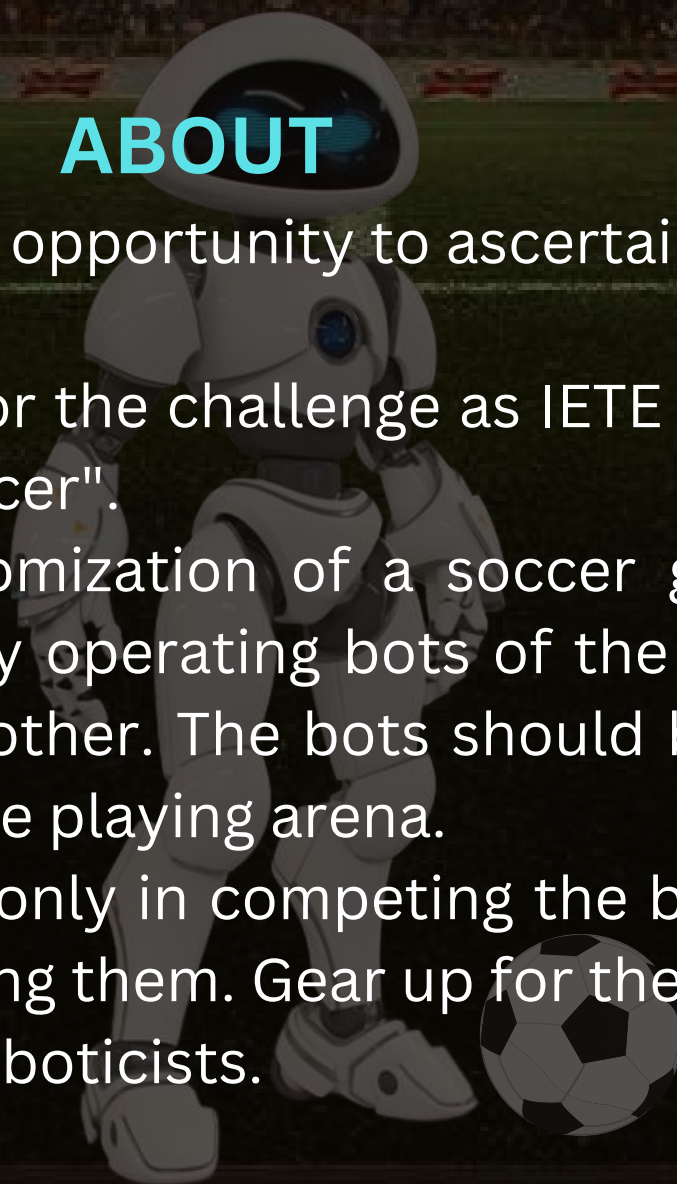 ABOUT
opportunity to ascertai
or the challenge as IETE
cer".
omization of a soccer g
y operating bots of the
other. The bots should b
e playing arena.
only in competing the b
ng them. Gear up for the
boticists.